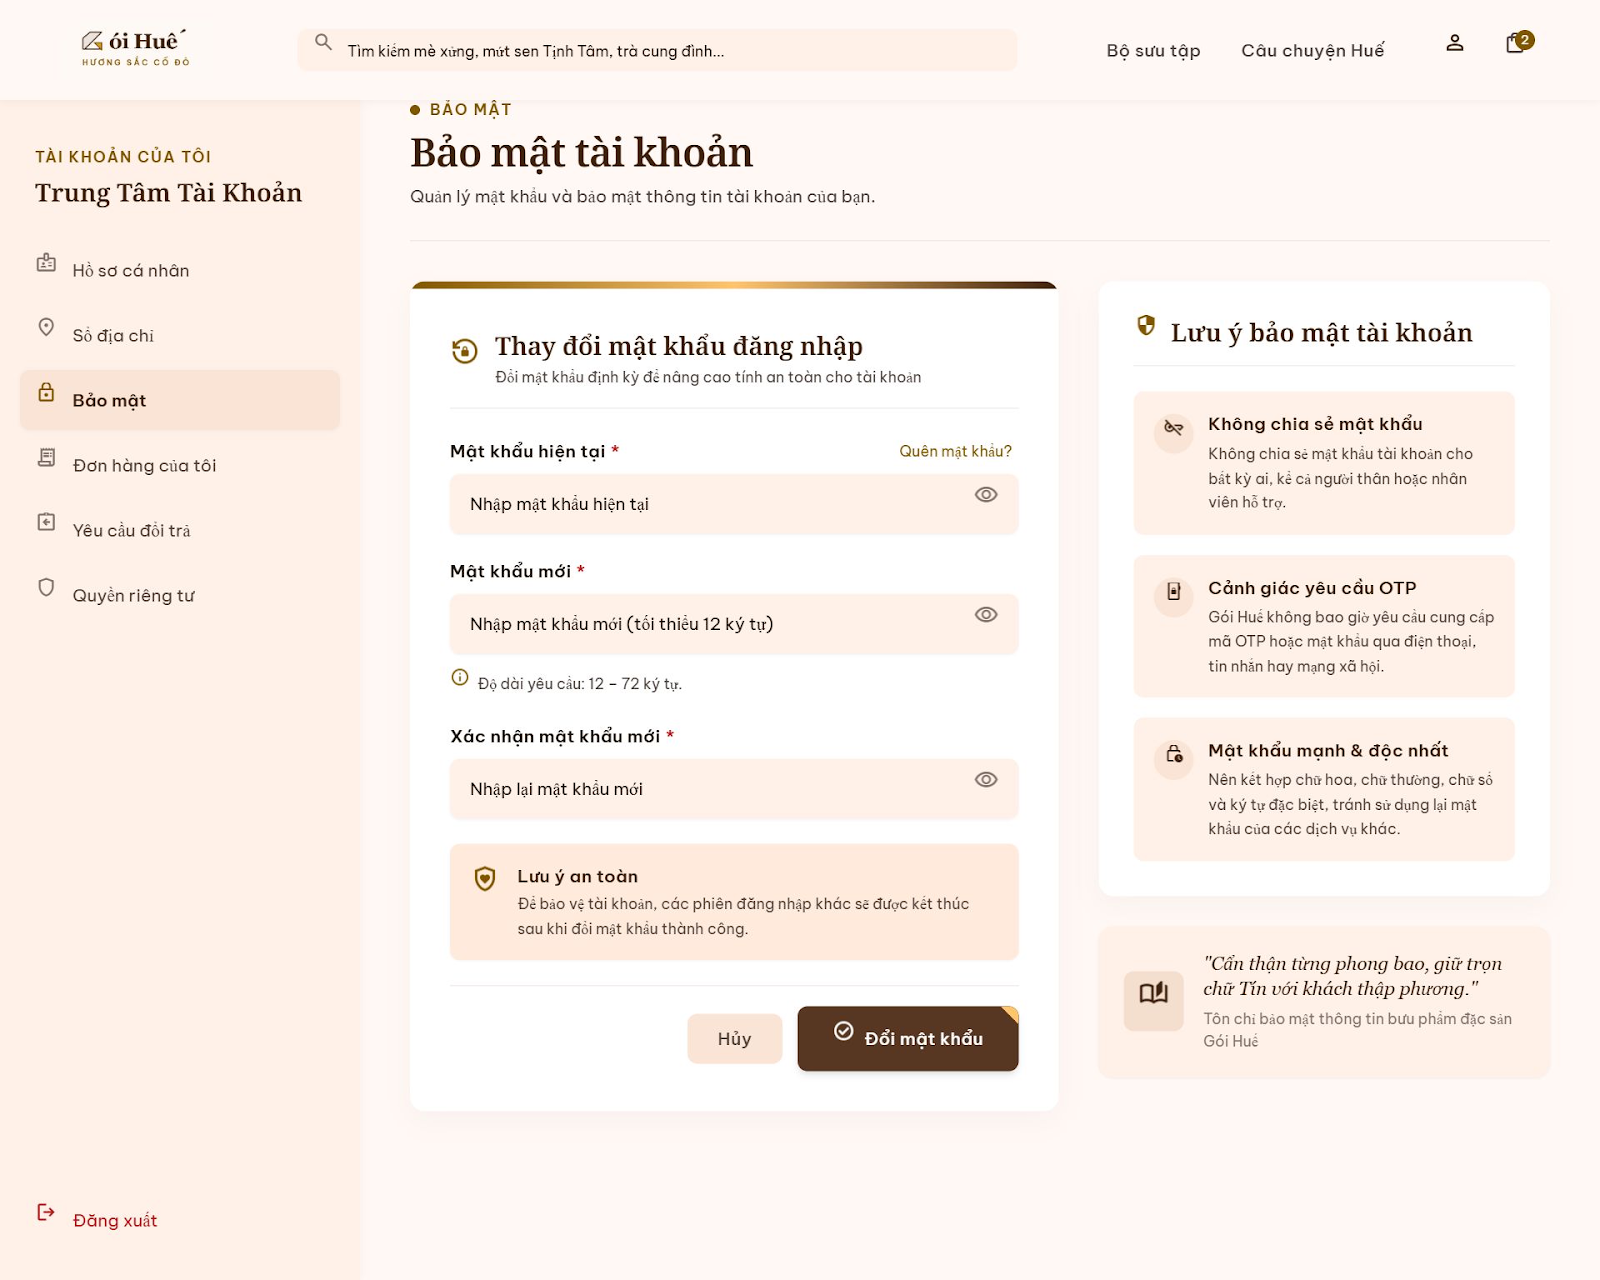 ói Huế
HƯƠNG SẮC CỐ ĐÔ
Tìm kiếm mè xửng, mứt sen Tịnh Tâm, trà cung đình...
Bộ sưu tập
Câu chuyện Huế
2
TÀI KHOẢN CỦA TÔI
Trung Tâm Tài Khoản
Hồ sơ cá nhân
Sổ địa chỉ
Bảo mật
Đơn hàng của tôi
Yêu cầu đổi trả
Quyền riêng tư
Đăng xuất
BẢO MẬT
Bảo mật tài khoản
Quản lý mật khẩu và bảo mật thông tin tài khoản của bạn.
Thay đổi mật khẩu đăng nhập
Đổi mật khẩu định kỳ để nâng cao tính an toàn cho tài khoản
Mật khẩu hiện tại *
Quên mật khẩu?
Nhập mật khẩu hiện tại
Mật khẩu mới *
Nhập mật khẩu mới (tối thiểu 12 ký tự)
Độ dài yêu cầu: 12 – 72 ký tự.
Xác nhận mật khẩu mới *
Nhập lại mật khẩu mới
Lưu ý an toàn
Để bảo vệ tài khoản, các phiên đăng nhập khác sẽ được kết thúc
sau khi đổi mật khẩu thành công.
Hủy
Đổi mật khẩu
Lưu ý bảo mật tài khoản
Không chia sẻ mật khẩu
Không chia sẻ mật khẩu tài khoản cho
bất kỳ ai, kể cả người thân hoặc nhân
viên hỗ trợ.
Cảnh giác yêu cầu OTP
Gói Huế không bao giờ yêu cầu cung cấp
mã OTP hoặc mật khẩu qua điện thoại,
tin nhắn hay mạng xã hội.
Mật khẩu mạnh & độc nhất
Nên kết hợp chữ hoa, chữ thường, chữ số
và ký tự đặc biệt, tránh sử dụng lại mật
khẩu của các dịch vụ khác.
"Cẩn thận từng phong bao, giữ trọn
chữ Tín với khách thập phương."
Tôn chỉ bảo mật thông tin bưu phẩm đặc sản
Gói Huế